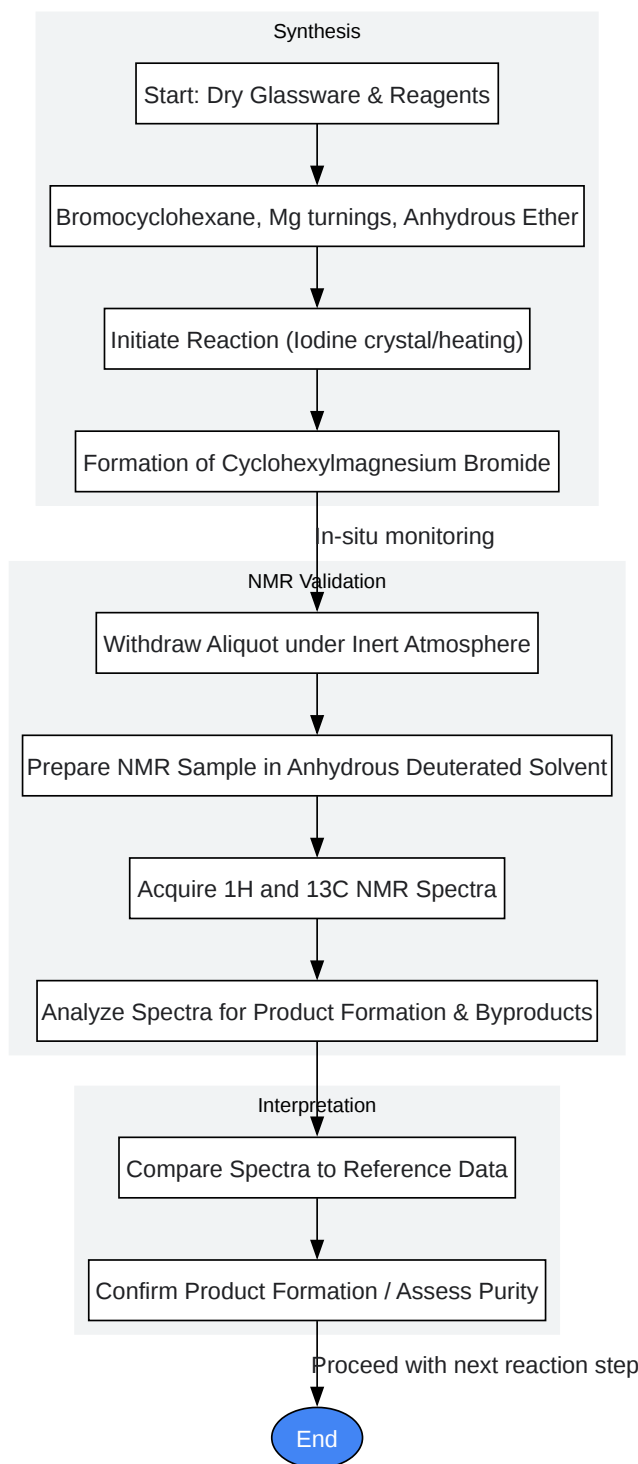 Synthesis
Start: Dry Glassware & Reagents
Bromocyclohexane, Mg turnings, Anhydrous Ether
Initiate Reaction (Iodine crystal/heating)
Formation of Cyclohexylmagnesium Bromide
In-situ monitoring
NMR Validation
Withdraw Aliquot under Inert Atmosphere
Prepare NMR Sample in Anhydrous Deuterated Solvent
Acquire 1H and 13C NMR Spectra
Analyze Spectra for Product Formation & Byproducts
Interpretation
Compare Spectra to Reference Data
Confirm Product Formation / Assess Purity
Proceed with next reaction step
End